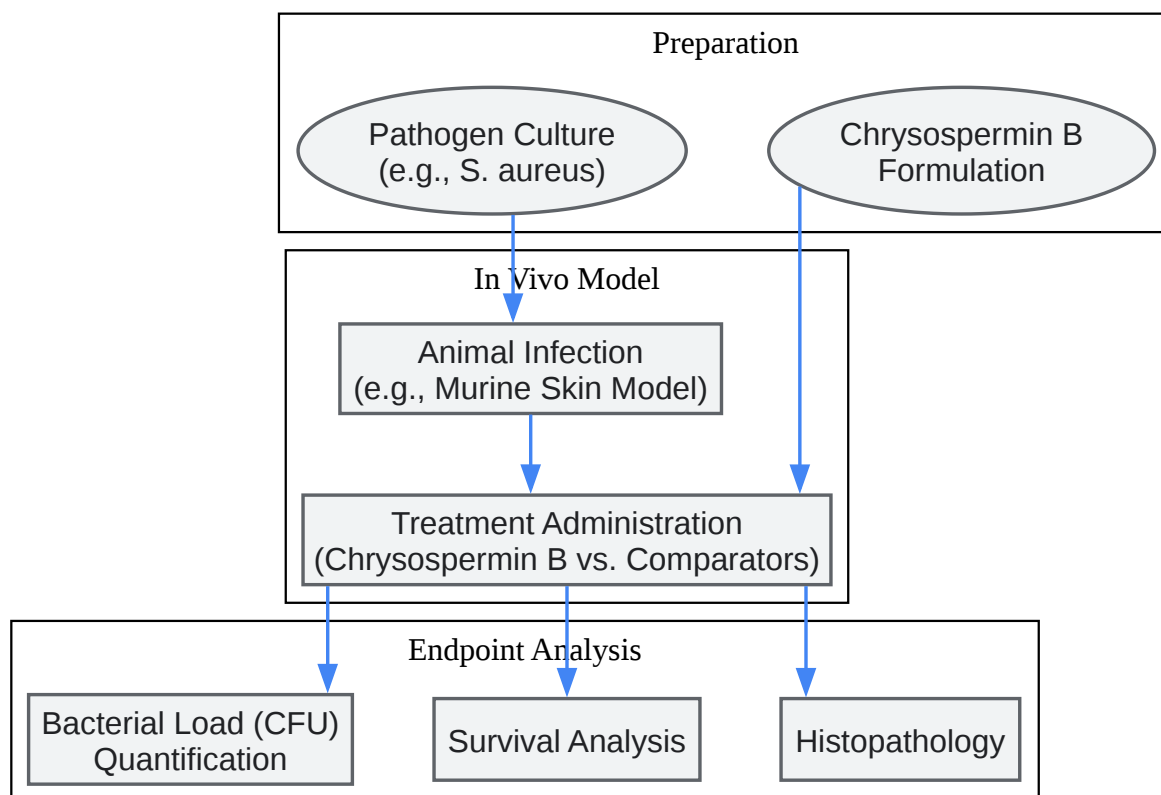 Preparation
Pathogen Culture
(e.g., S. aureus)
Chrysospermin B
Formulation
In Vivo Model
Animal Infection
(e.g., Murine Skin Model)
Treatment Administration
(Chrysospermin B vs. Comparators)
Endpoint Analysis
Bacterial Load (CFU)
Quantification
Survival Analysis
Histopathology